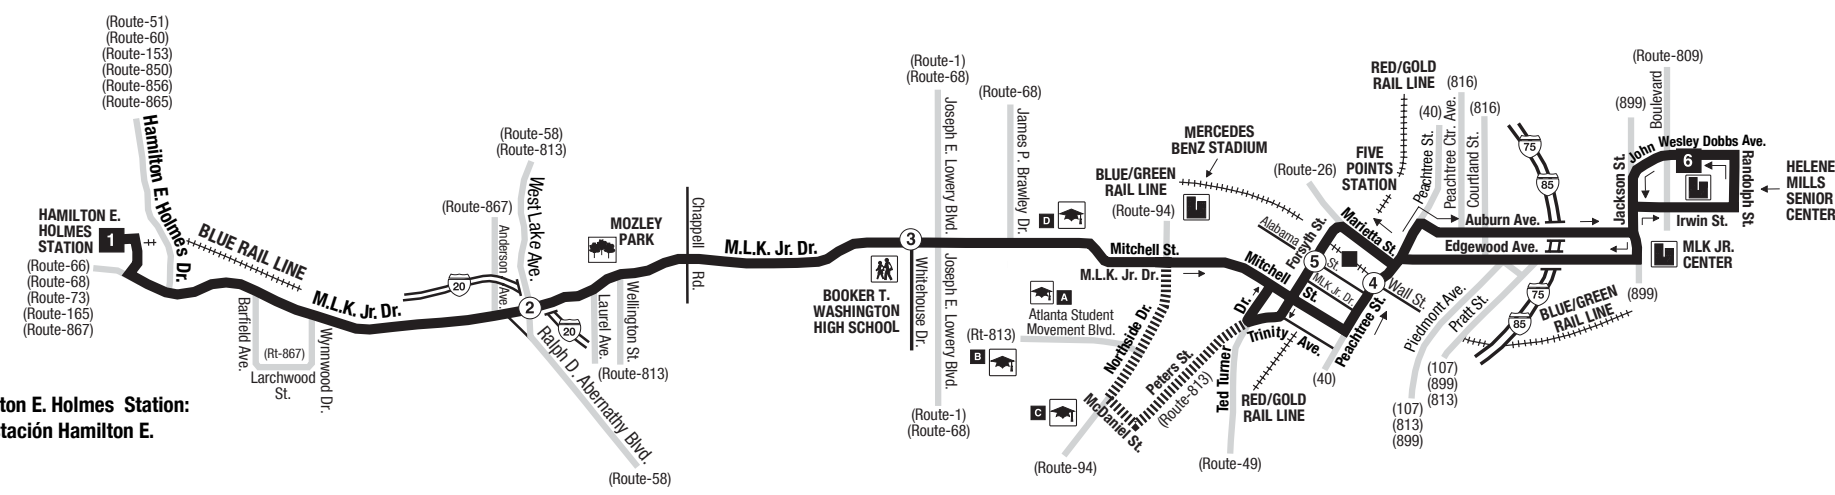 (Route-51)
(Route-60)
(Route-153)
(Route-850)
(Route-856)
(Route-865)
Hamilton E. Holmes Dr.
HAMILTON E.
HOLMES
STATION
1
(Route-66)
(Route-68)
(Route-73)
(Route-165)
(Route-867)
BLUE RAIL LINE
Barfield Ave.
(Rt-867)
Larchwood
St.
Wynnwood Dr.
M.L.K. Jr. Dr.
20
(Route-867)
Anderson Ave.
(Route-58)
(Route-813)
West Lake Ave.
2
20
Ralph D. Abernathy Blvd.
(Route-58)
Laurel Ave.
Wellington St.
(Route-813)
MOZLEY
PARK
Chappell Rd.
M.L.K. Jr. Dr.
BOOKER T.
WASHINGTON
HIGH SCHOOL
3
Whitehouse Dr.
(Route-1)
(Route-68)
Joseph E. Lowery Blvd.
Joseph E. Lowery Blvd.
(Route-1)
(Route-68)
(Route-68)
James P. Brawley Dr.
D
A
Atlanta Student
Movement Blvd.
(Rt-813)
B
C
(Route-94)
MERCEDES
BENZ STADIUM
BLUE/GREEN
RAIL LINE
(Route-94)
Mitchell St.
M.L.K. Jr. Dr.
Northside Dr.
McDaniel St.
Peters St.
(Route-813)
Ted Turner Dr.
(Route-49)
Mitchell St.
Trinity Ave.
RED/GOLD
RAIL LINE
(40)
Peachtree St.
(Route-26)
Alabama St.
Forsyth St.
5
MLK Jr. Dr.
4
Wall St.
Marietta St.
FIVE
POINTS
STATION
RED/GOLD
RAIL LINE
(40)
Peachtree St.
(816)
Peachtree Ctr. Ave.
(816)
Courtland St.
75
85
Auburn Ave.
Edgewood Ave.
Piedmont Ave.
(107)
(813)
(899)
Pratt St.
(107)
(899)
(813)
75
85
BLUE/GREEN
RAIL LINE
(899)
Jackson St.
(Route-809)
Boulevard
John Wesley Dobbs Ave.
6
Randolph St.
Irwin St.
HELENE
MILLS
SENIOR
CENTER
MLK JR.
CENTER
(899)
ton E. Holmes Station:
tación Hamilton E.